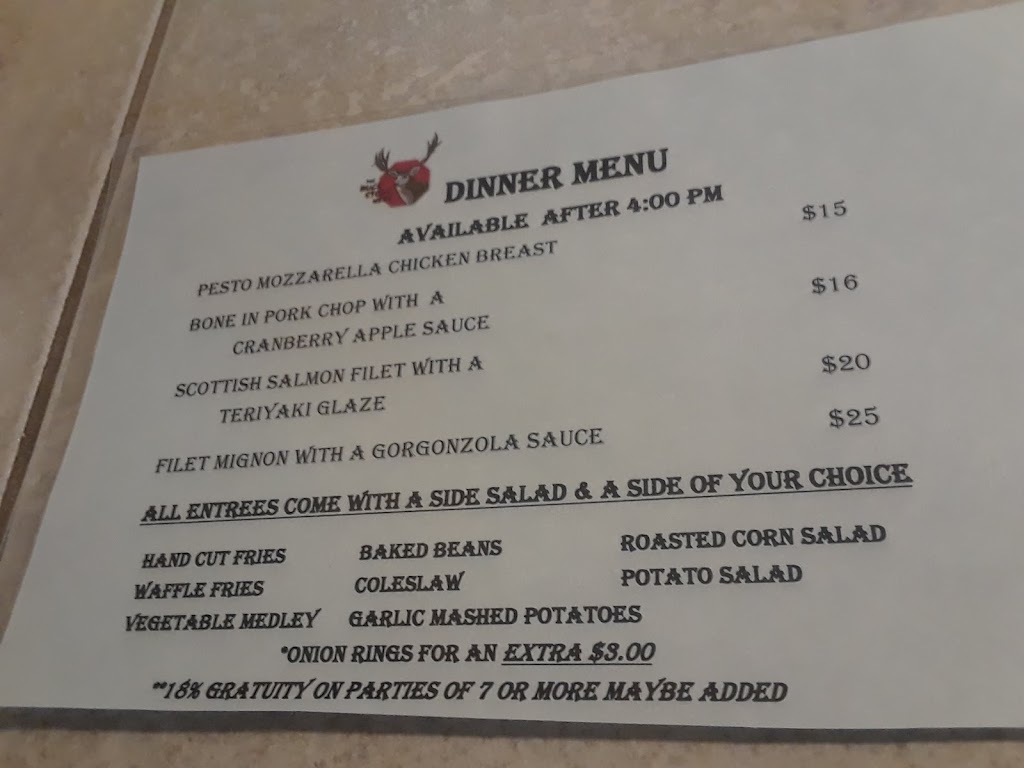 DINNER MENU
AVAILABLE AFTER 4:00 PM
PESTO MOZZARELLA CHICKEN BREAST $15
BONE IN PORK CHOP WITH A $16
CRANBERRY APPLE SAUCE
SCOTTISH SALMON FILET WITH A $20
TERIYAKI GLAZE
FILET MIGNON WITH A GORGONZOLA SAUCE $25
ALL ENTREES COME WITH A SIDE SALAD & A SIDE OF YOUR CHOICE
HAND CUT FRIES BAKED BEANS ROASTED CORN SALAD
WAFFLE FRIES COLESLAW POTATO SALAD
VEGETABLE MEDLEY GARLIC MASHED POTATOES
*ONION RINGS FOR AN EXTRA $3.00
**18% GRATUITY ON PARTIES OF 7 OR MORE MAYBE ADDED